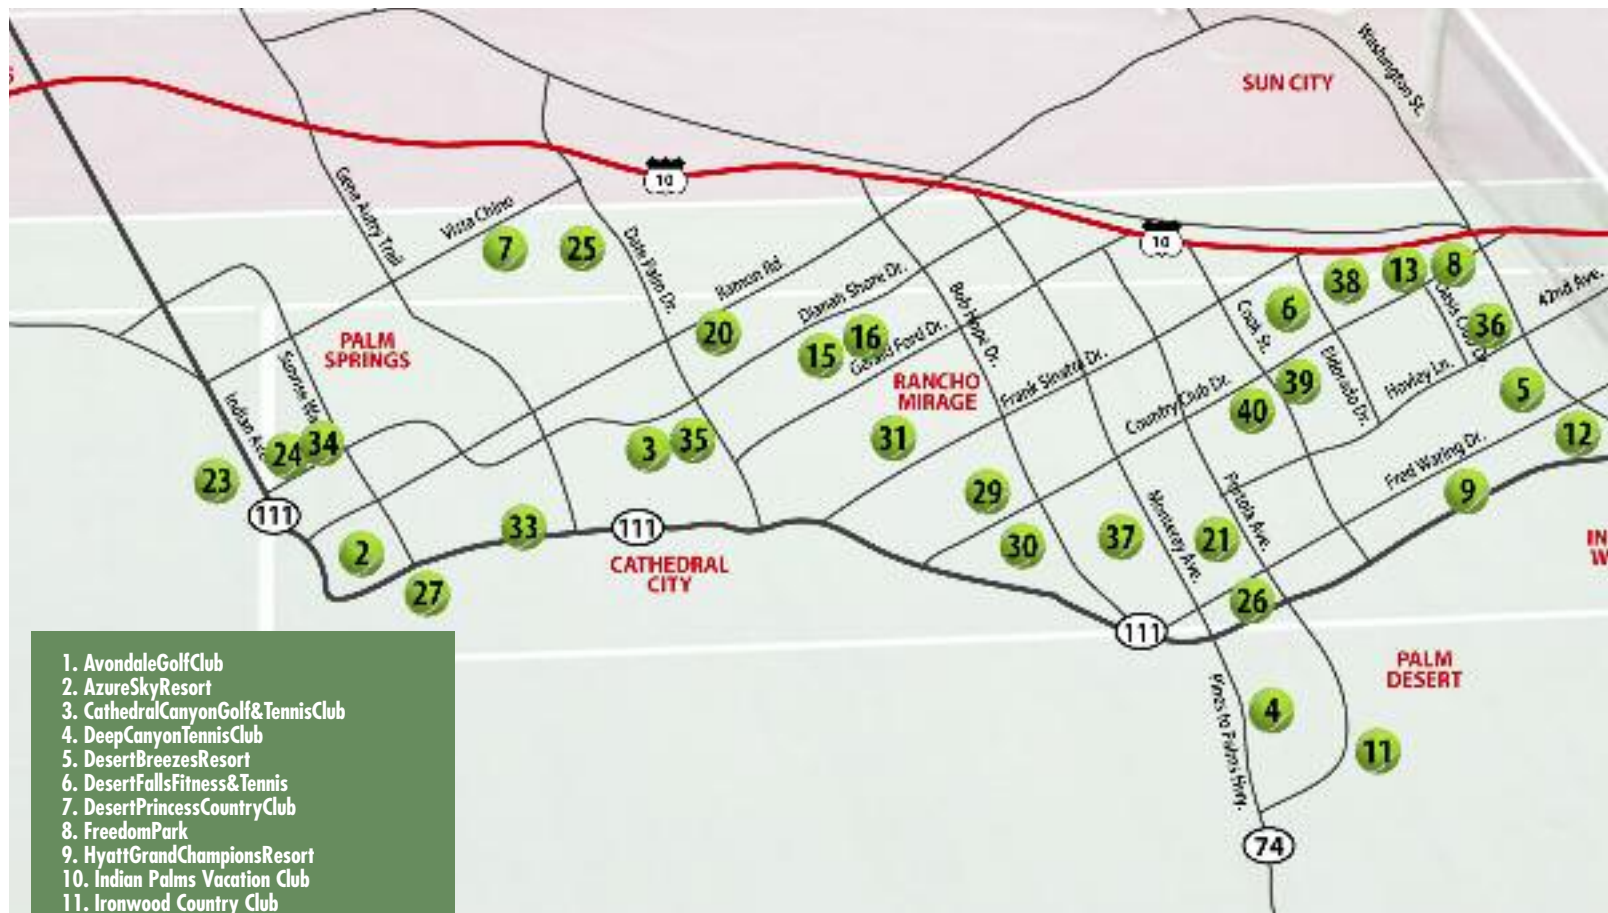 S
SUN CITY
Washington St.
10
10
Gene Autry Trail
Vista Chino
7
25
Date Palm Dr.
Ramon Rd.
Dianah Shore Dr.
Gerald Ford Dr.
Bob Hope Dr.
20
15
16
Cook St.
6
38
13
8
36
42nd Ave.
PALM
SPRINGS
Indian Ave.
RANCHO
MIRAGE
Frank Sinatra Dr.
Country Club Dr.
Eldorado Dr.
Hovley Ln.
39
40
5
12
23
24
34
3
35
31
29
30
37
21
Monterey Ave.
Portola Ave.
Fred Waring Dr.
9
111
2
33
27
111
CATHEDRAL
CITY
26
111
IN
W
PALM
DESERT
4
11
Pines to Palms Hwy.
74
1. AvondaleGolfClub
2. AzureSkyResort
3. CathedralCanyonGolf&TennisClub
4. DeepCanyonTennisClub
5. DesertBreezesResort
6. DesertFallsFitness&Tennis
7. DesertPrincessCountryClub
8. FreedomPark
9. HyattGrandChampionsResort
10. Indian Palms Vacation Club
11. Ironwood Country Club